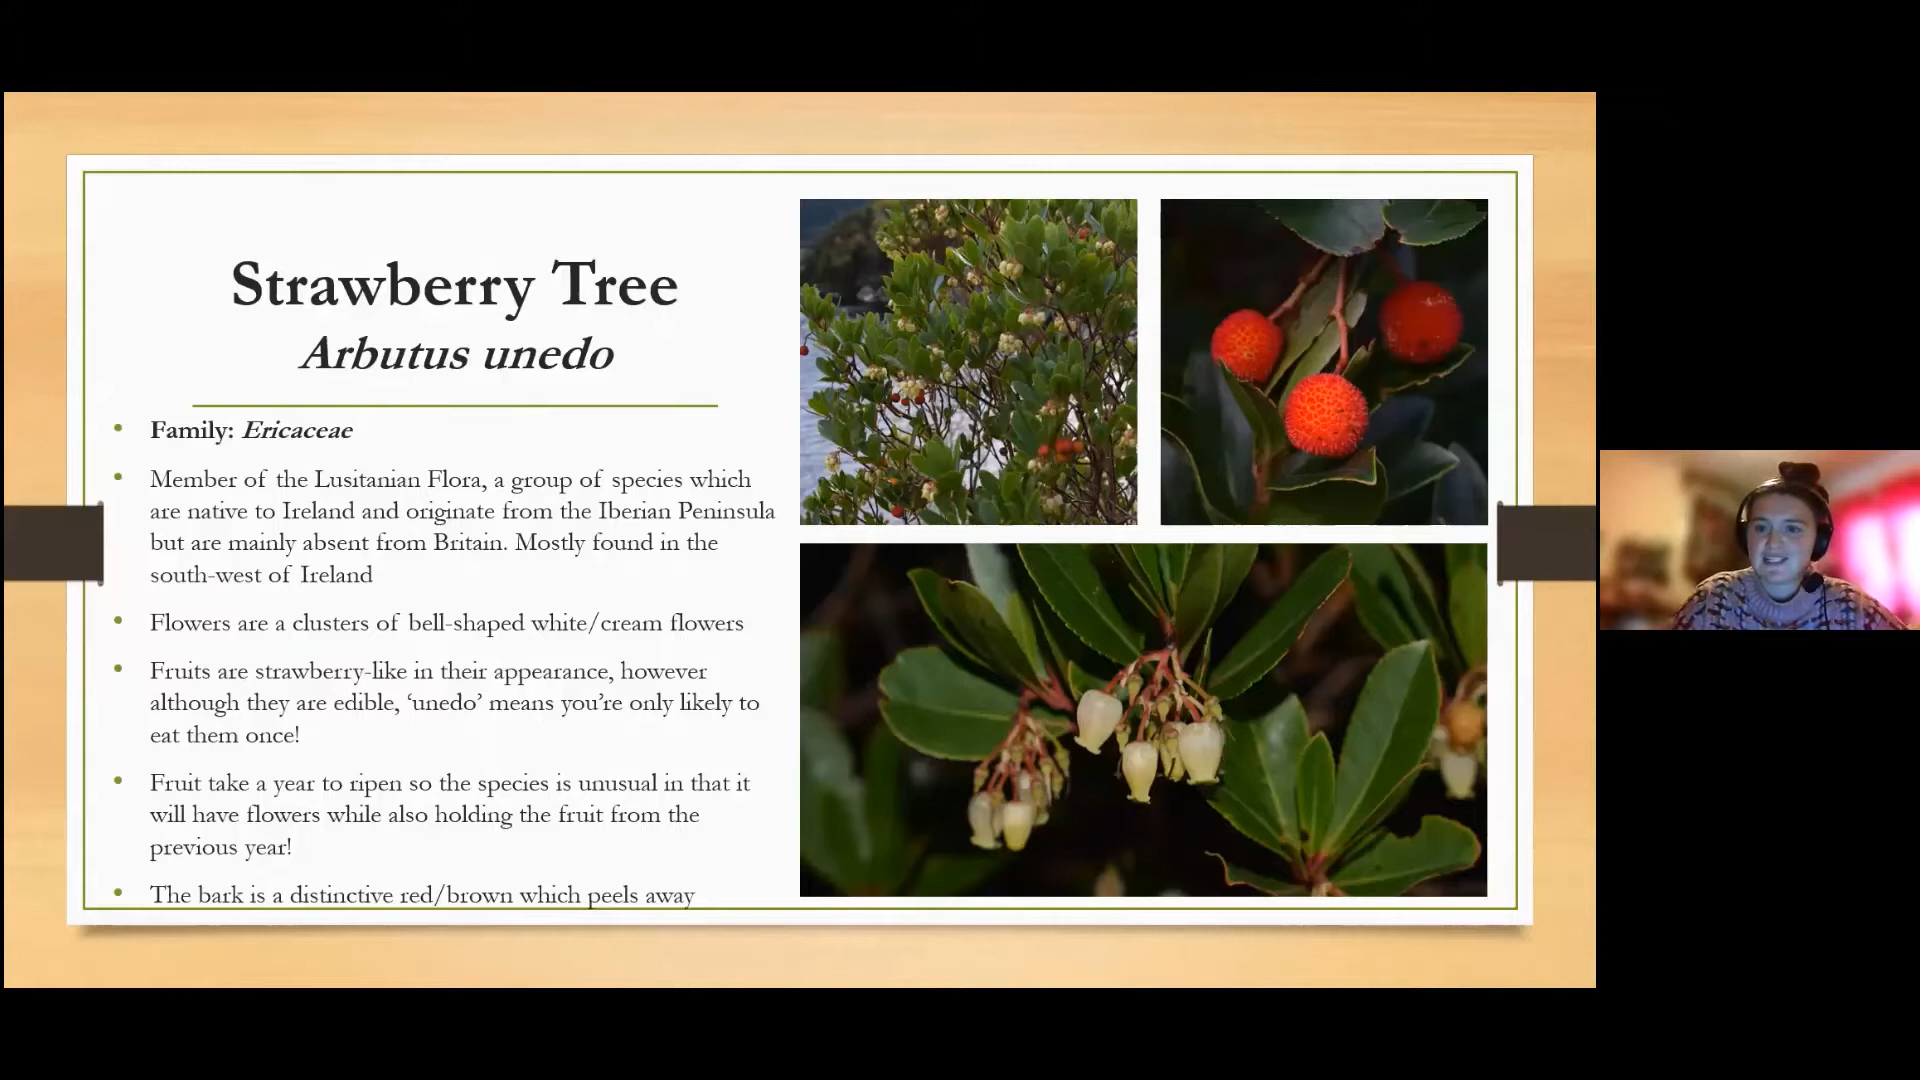 Strawberry Tree
Arbutus unedo
• Family: Ericaceae
• Member of the Lusitanian Flora, a group of species which
are native to Ireland and originate from the Iberian Peninsula
but are mainly absent from Britain. Mostly found in the
south-west of Ireland
• Flowers are a clusters of bell-shaped white/cream flowers
• Fruits are strawberry-like in their appearance, however
although they are edible, ‘unedo’ means you’re only likely to
eat them once!
• Fruit take a year to ripen so the species is unusual in that it
will have flowers while also holding the fruit from the
previous year!
• The bark is a distinctive red/brown which peels away